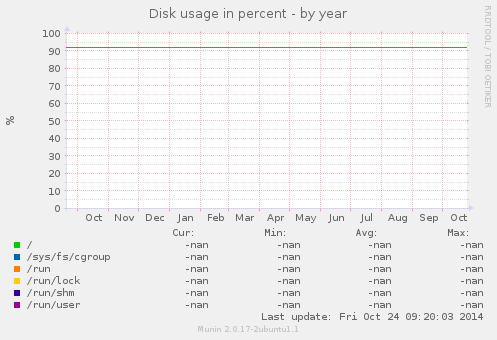 Disk usage in percent - by year
RRDTOOL / TOBI OETIKER
%
100
90
80
70
60
50
40
30
20
10
0
Oct Nov Dec Jan Feb Mar Apr May Jun Jul Aug Sep Oct
Cur: Min: Avg: Max:
/ -nan -nan -nan -nan
/sys/fs/cgroup -nan -nan -nan -nan
/run -nan -nan -nan -nan
/run/lock -nan -nan -nan -nan
/run/shm -nan -nan -nan -nan
/run/user -nan -nan -nan -nan
Last update: Fri Oct 24 09:20:03 2014
Munin 2.0.17-2ubuntu1.1